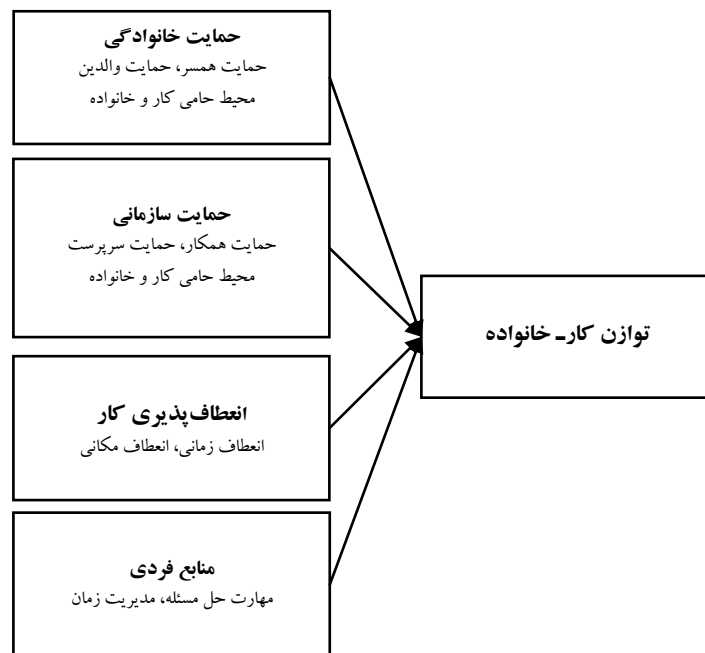 حمایت خانوادگی
حمایت همسر، حمایت والدین
محیط حامی کار و خانواده
حمایت سازمانی
حمایت همکار، حمایت سرپرست
محیط حامی کار و خانواده
توازن کار‌ـ خانواده
انعطاف‌پذیری کار
انعطاف زمانی، انعطاف مکانی
منابع فردی
مهارت حل مسئله، مدیریت زمان